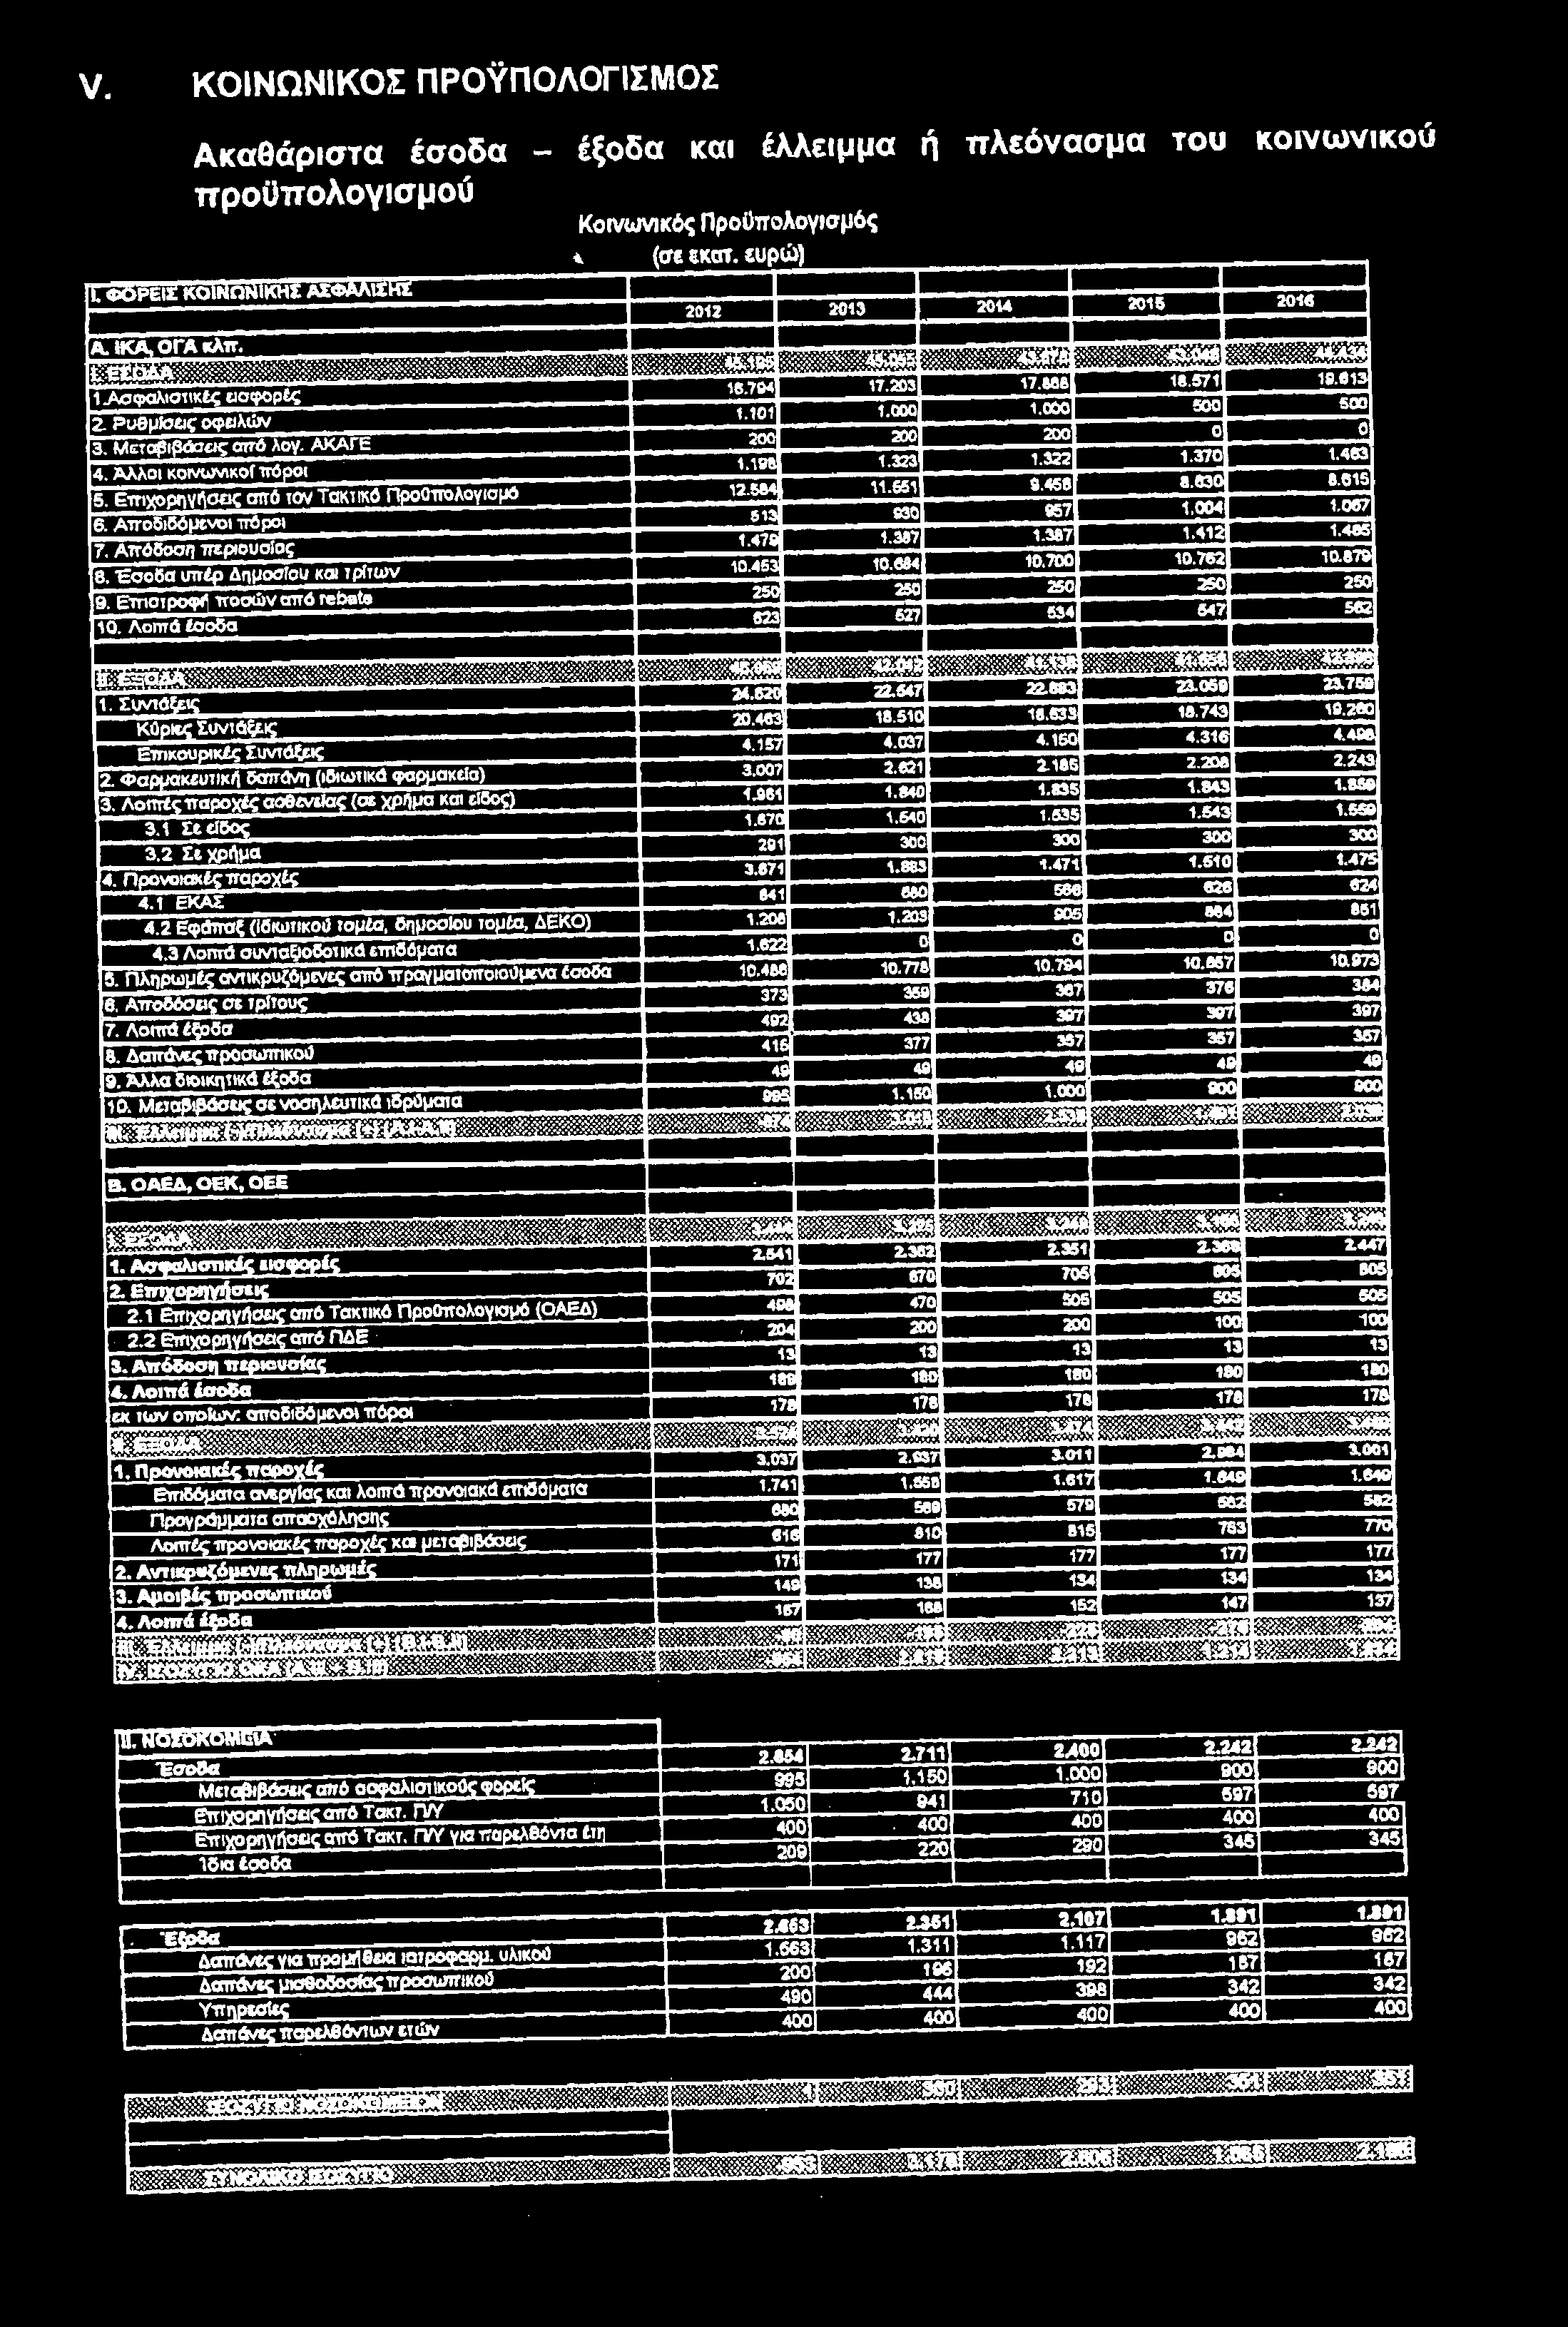 V. ΚΟΙΝΩΝΙΚΟΣ ΠΡΟΫΠΟΛΟΓΙΣΜΟΣ
Ακαθάριστα έσοδα – έξοδα και έλλειμμα ή πλεόνασμα του κοινωνικού
προϋπολογισμού
Κοινωνικός Προϋπολογισμός
(σε εκατ. ευρώ)
Ι. ΦΟΡΕΙΣ ΚΟΙΝΩΝΙΚΗΣ ΑΣΦΑΛΙΣΗΣ
2012 2013 2014 2015 2016
Α. ΙΚΑ, ΟΓΑ κλπ.
Ι. ΕΣΟΔΑ
1.Ασφαλιστικές εισφορές 16.794 17.203 17.868 18.571 19.613
2. Ρυθμίσεις οφειλών 1.101 1.000 1.000 500 500
3. Μεταβιβάσεις από λογ. ΑΚΑΓΕ 200 200 200 0 0
4. Άλλοι κοινωνικοί πόροι 1.198 1.323 1.322 1.370 1.463
5. Επιχορηγήσεις από τον Τακτικό Προϋπολογισμό 12.584 11.551 9.458 8.630 8.615
6. Αποδιδόμενοι πόροι 513 930 957 1.004 1.067
7. Απόδοση περιουσίας 1.479 1.387 1.387 1.412 1.485
8. Έσοδα υπέρ Δημοσίου και τρίτων 10.453 10.684 10.700 10.762 10.879
9. Επιστροφή ποσών από rebate 250 250 250 250 250
10. Λοιπά έσοδα 623 527 534 547 562
ΙΙ. ΕΞΟΔΑ
1. Συντάξεις 24.620 22.547 22.693 23.059 23.759
Κύριες Συντάξεις 20.463 18.510 18.633 18.743 19.260
Επικουρικές Συντάξεις 4.157 4.037 4.150 4.316 4.498
2. Φαρμακευτική δαπάνη (ιδιωτικά φαρμακεία) 3.007 2.621 2.185 2.208 2.243
3. Λοιπές παροχές ασθενείας (σε χρήμα και είδος) 1.961 1.840 1.835 1.843 1.859
3.1 Σε είδος 1.670 1.540 1.535 1.543 1.559
3.2 Σε χρήμα 291 300 300 300 300
4. Προνοιακές παροχές 3.671 1.883 1.471 1.510 1.475
4.1 ΕΚΑΣ 841 680 566 626 624
4.2 Εφάπαξ (Ιδιωτικού τομέα, δημοσίου τομέα, ΔΕΚΟ) 1.208 1.203 905 884 851
4.3 Λοιπά συνταξιοδοτικά επιδόματα 1.622 0 0 0 0
5. Πληρωμές αντικρυζόμενες από πραγματοποιούμενα έσοδα 10.486 10.778 10.794 10.857 10.973
6. Αποδόσεις σε τρίτους 373 359 367 376 384
7. Λοιπά έξοδα 492 438 397 397 397
8. Δαπάνες προσωπικού 415 377 357 357 357
9. Άλλα διοικητικά έξοδα 49 49 49 49 49
10. Μεταβιβάσεις σε νοσηλευτικά ιδρύματα 995 1.150 1.000 900 900
ΙΙΙ. Έλλειμμα (-)/Πλεόνασμα (+) (Α.Ι-Α.ΙΙ)
Β. ΟΑΕΔ, ΟΕΚ, ΟΕΕ
Ι. ΕΣΟΔΑ
1. Ασφαλιστικές εισφορές 2.541 2.362 2.351 2.368 2.447
2. Επιχορηγήσεις 702 670 705 605 605
2.1 Επιχορηγήσεις από Τακτικό Προϋπολογισμό (ΟΑΕΔ) 498 470 505 505 505
2.2 Επιχορηγήσεις από ΠΔΕ 204 200 200 100 100
3. Απόδοση περιουσίας 13 13 13 13 13
4. Λοιπά έσοδα 189 180 180 180 180
εκ των οποίων: αποδιδόμενοι πόροι 178 178 178 178 178
ΙΙ. ΕΞΟΔΑ
1. Προνοιακές παροχές 3.037 2.937 3.011 2.984 3.001
Επιδόματα ανεργίας και λοιπά προνοιακά επιδόματα 1.741 1.558 1.617 1.649 1.649
Προγράμματα απασχόλησης 680 569 579 582 582
Λοιπές προνοιακές παροχές και μεταβιβάσεις 616 810 815 763 770
2. Αντικρυζόμενες πληρωμές 171 177 177 177 177
3. Αμοιβές προσωπικού 149 138 134 134 134
4. Λοιπά έξοδα 167 168 152 147 137
ΙΙΙ. Έλλειμμα (-)/Πλεόνασμα (+) (Β.Ι-Β.ΙΙ)
IV. ΙΣΟΖΥΓΙΟ ΟΚΑ
ΙΙ. ΝΟΣΟΚΟΜΕΙΑ
Έσοδα 2.654 2.711 2.400 2.242 2.242
Μεταβιβάσεις από ασφαλιστικούς φορείς 995 1.150 1.000 900 900
Επιχορηγήσεις από Τακτ. Π/Υ 1.050 941 710 597 597
Επιχορηγήσεις από Τακτ. Π/Υ για παρελθόντα έτη 400 400 400 400 400
Ίδια έσοδα 209 220 290 345 345
Έξοδα 2.653 2.351 2.107 1.891 1.891
Δαπάνες για προμήθεια ιατροφαρμ. υλικού 1.563 1.311 1.117 962 962
Δαπάνες μισθοδοσίας προσωπικού 200 196 192 187 187
Υπηρεσίες 490 444 398 342 342
Δαπάνες παρελθόντων ετών 400 400 400 400 400
ΙΣΟΖΥΓΙΟ ΝΟΣΟΚΟΜΕΙΩΝ
ΣΥΝΟΛΙΚΟ ΙΣΟΖΥΓΙΟ